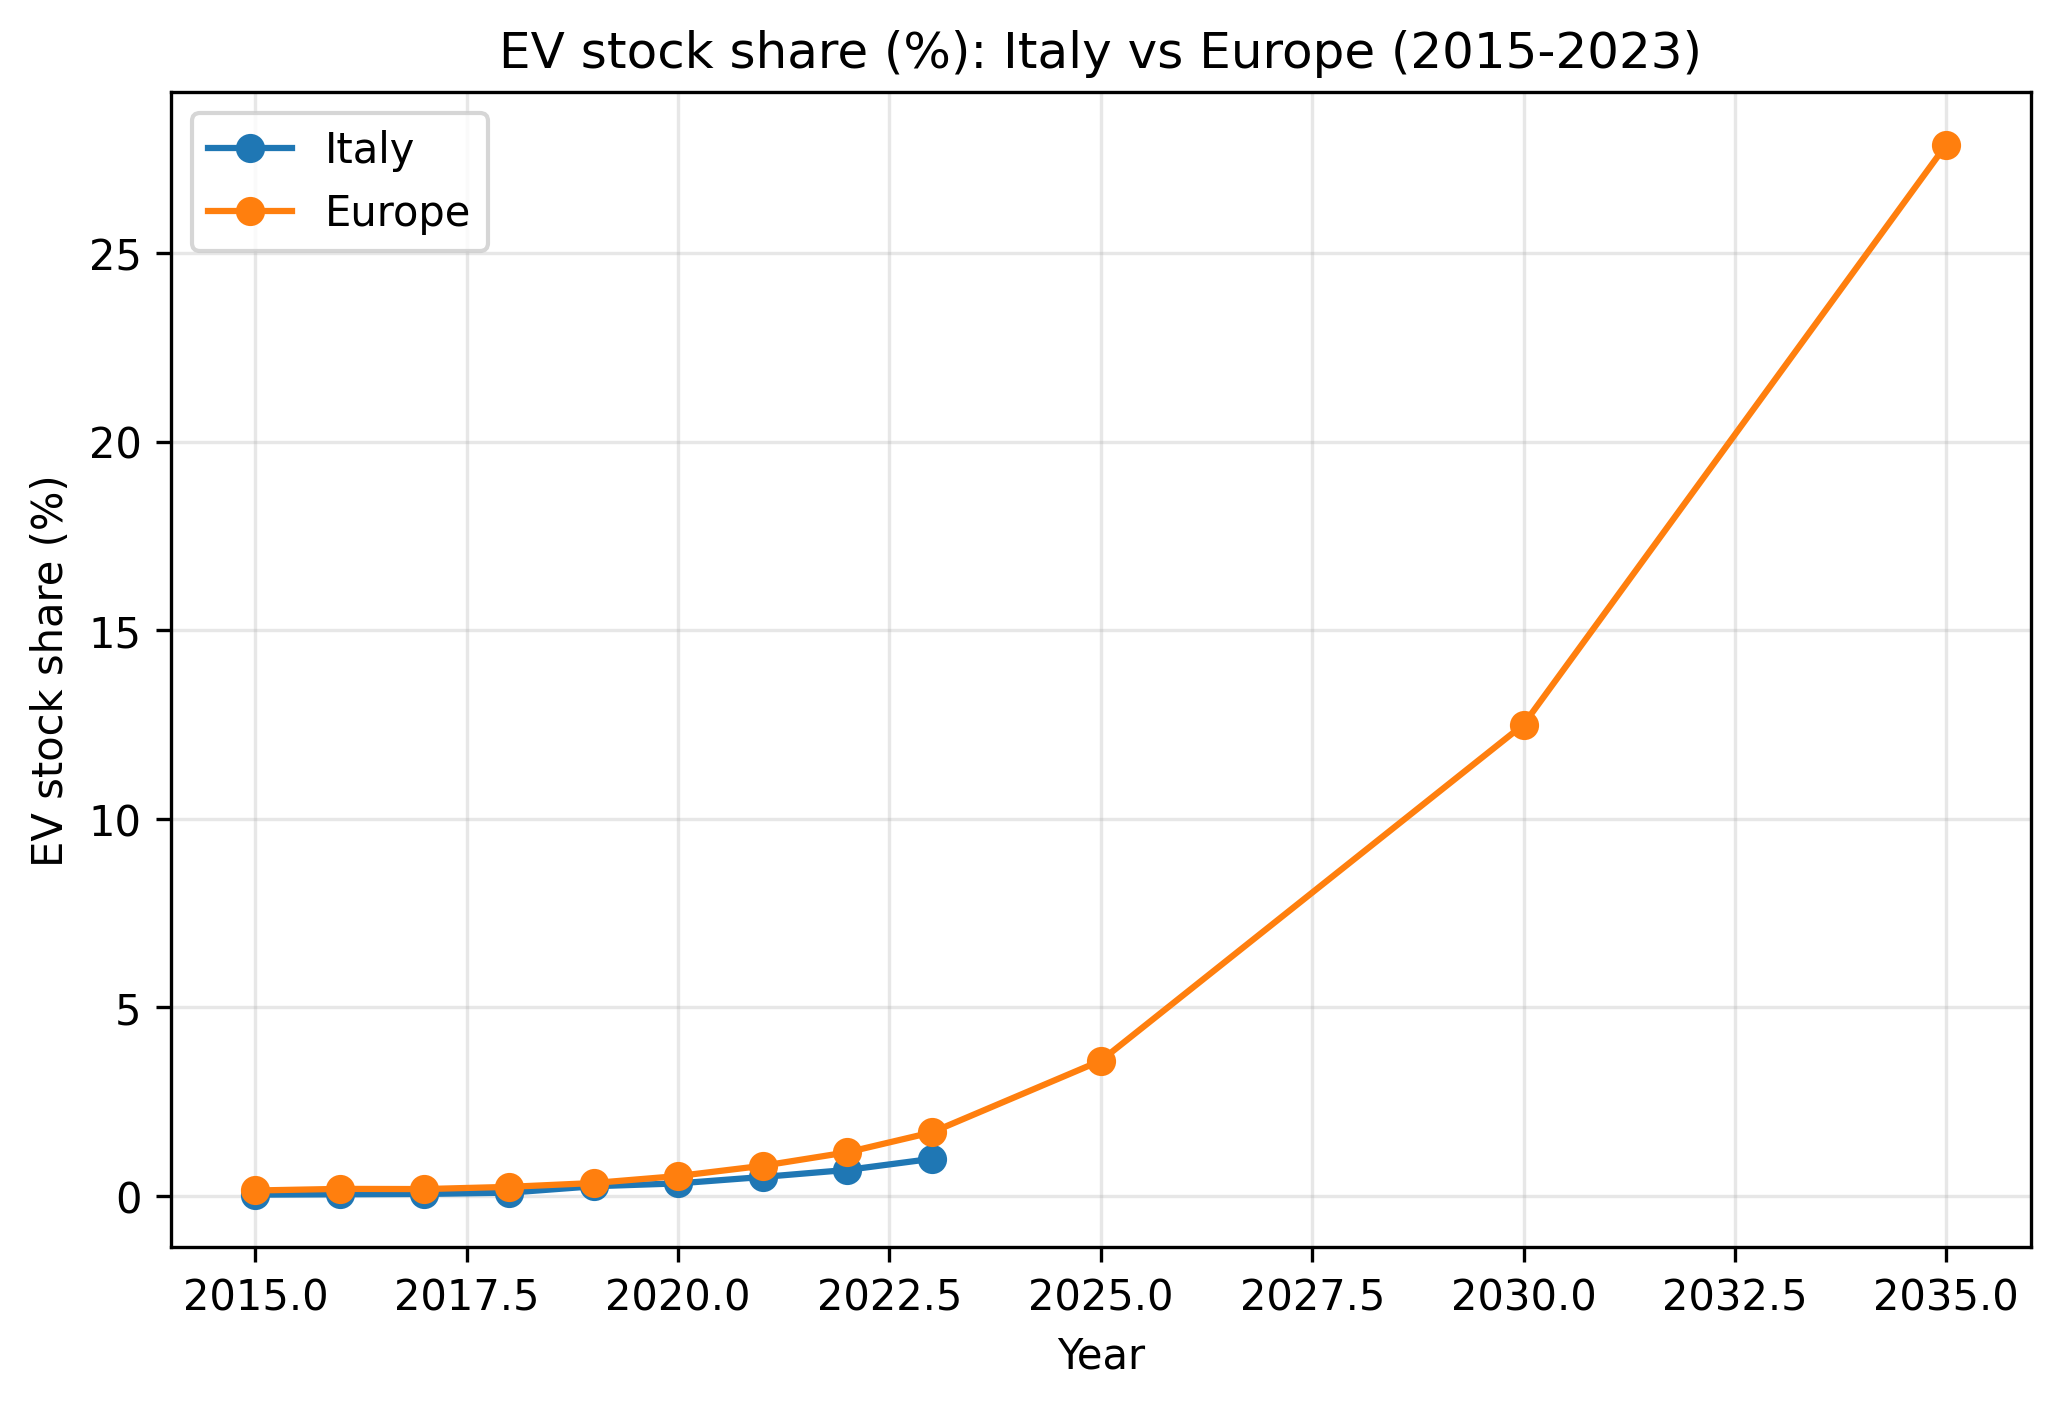 EV stock share (%): Italy vs Europe (2015-2023)
Italy
Europe
EV stock share (%)
25
20
15
10
5
0
2015.0 2017.5 2020.0 2022.5 2025.0 2027.5 2030.0 2032.5 2035.0
Year